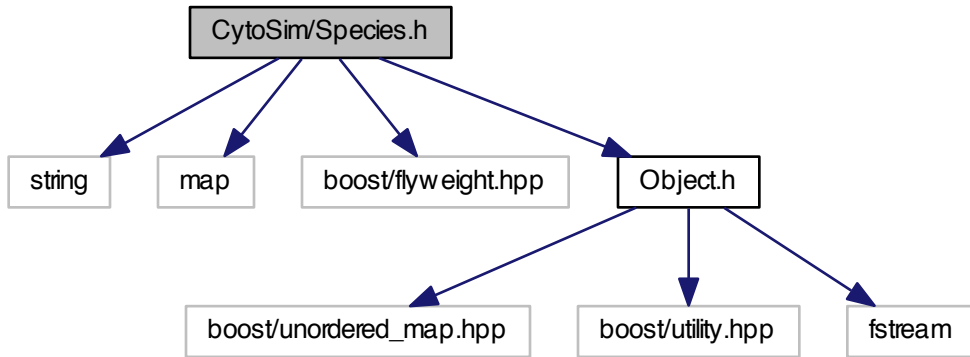 CytoSim/Species.h
string
map
boost/flyweight.hpp
Object.h
boost/unordered_map.hpp
boost/utility.hpp
fstream